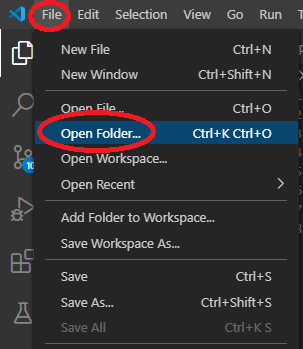 File Edit Selection View Go Run
New File Ctrl+N
New Window Ctrl+Shift+N
Open File... Ctrl+O
Open Folder... Ctrl+K Ctrl+O
Open Workspace...
Open Recent
Add Folder to Workspace...
Save Workspace As...
Save Ctrl+S
Save As... Ctrl+Shift+S
Save All Ctrl+K S
10